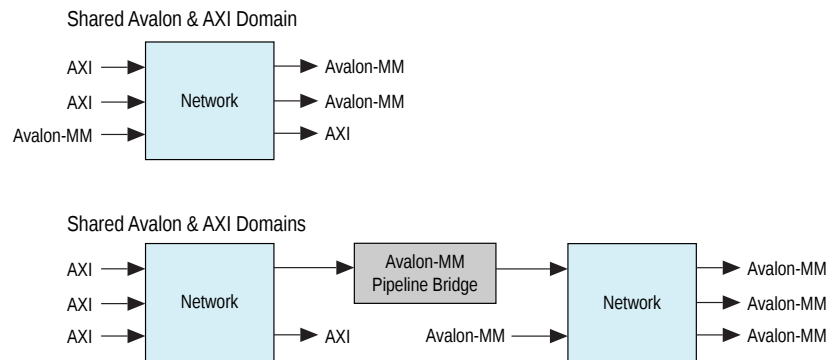 Shared Avalon & AXI Domain
AXI
AXI
Avalon-MM
Network
Avalon-MM
Avalon-MM
AXI
Shared Avalon & AXI Domains
AXI
AXI
AXI
Network
AXI
Avalon-MM
Pipeline Bridge
Avalon-MM
Network
Avalon-MM
Avalon-MM
Avalon-MM